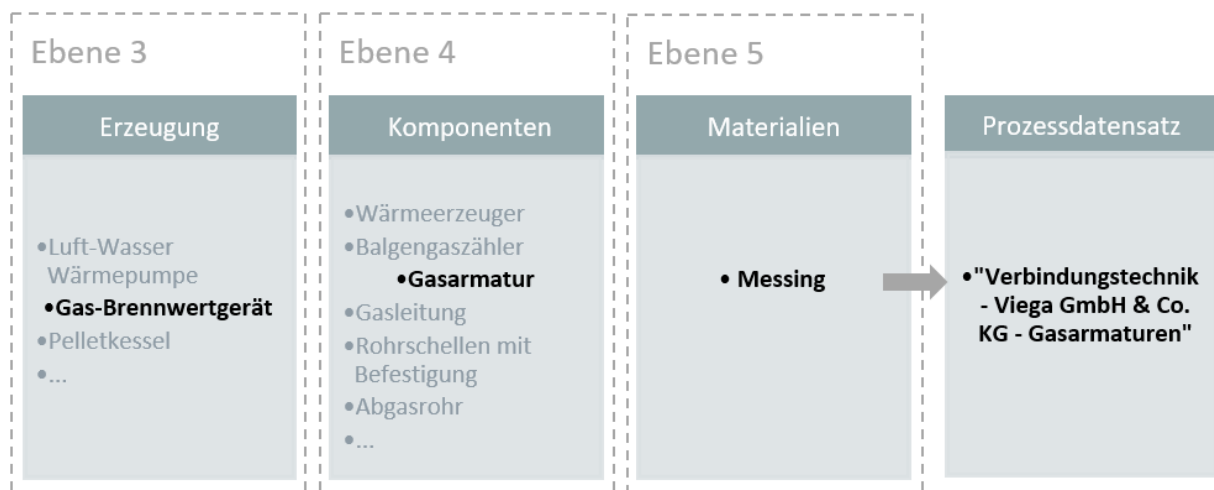 Ebene 3
Erzeugung
•Luft-Wasser
Wärmepumpe
•Gas-Brennwertgerät
•Pelletkessel
•...
Ebene 4
Komponenten
•Wärmeerzeuger
•Balgengaszähler
•Gasarmatur
•Gasleitung
•Rohrschellen mit
Befestigung
•Abgasrohr
•...
Ebene 5
Materialien
• Messing
Prozessdatensatz
•"Verbindungstechnik
- Viega GmbH & Co.
KG - Gasarmaturen"